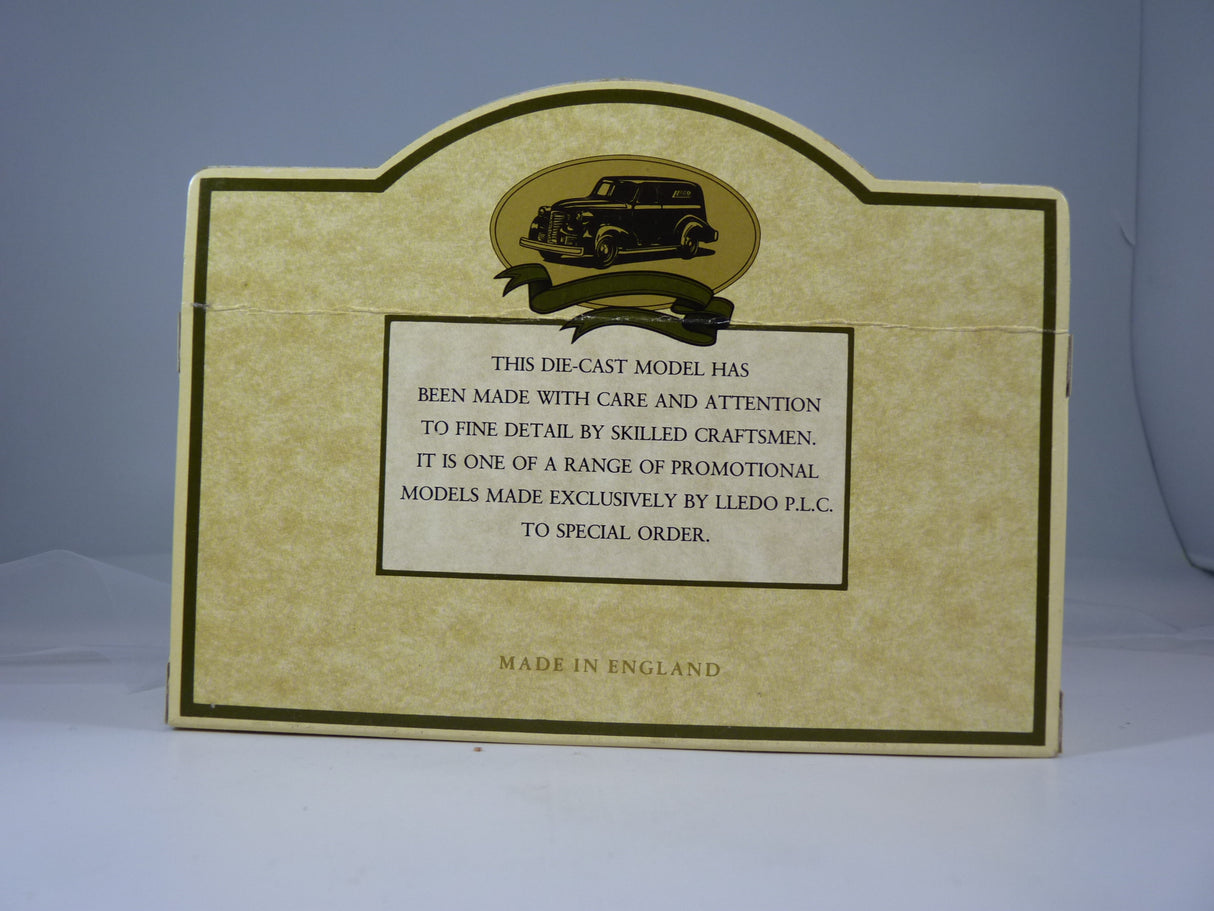 THIS DIE-CAST MODEL HAS
BEEN MADE WITH CARE AND ATTENTION
TO FINE DETAIL BY SKILLED CRAFTSMEN.
IT IS ONE OF A RANGE OF PROMOTIONAL
MODELS MADE EXCLUSIVELY BY LLEDO P.L.C.
TO SPECIAL ORDER.
MADE IN ENGLAND